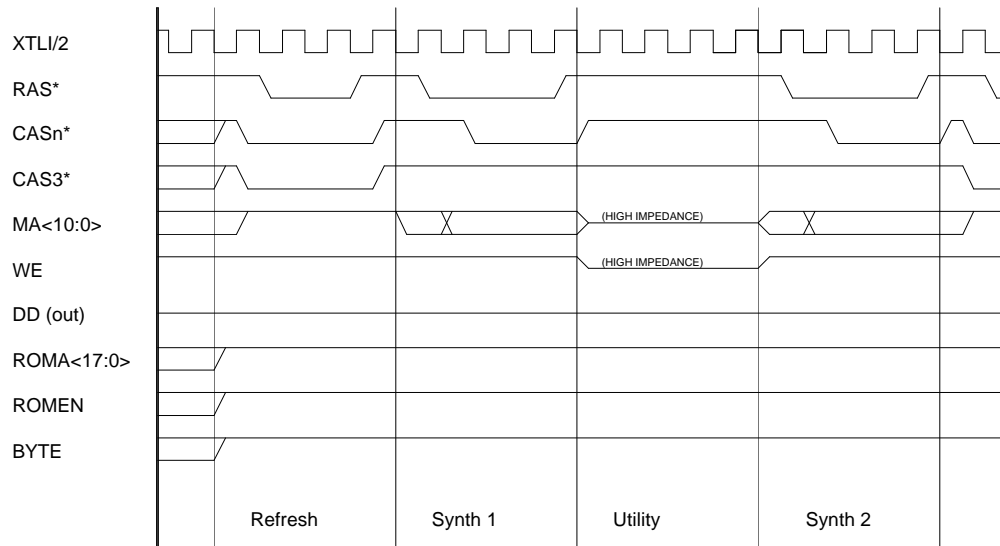 XTLI/2
RAS*
CASn*
CAS3*
MA<10:0>
(HIGH IMPEDANCE)
WE
(HIGH IMPEDANCE)
DD (out)
ROMA<17:0>
ROMEN
BYTE
Refresh Synth 1 Utility Synth 2